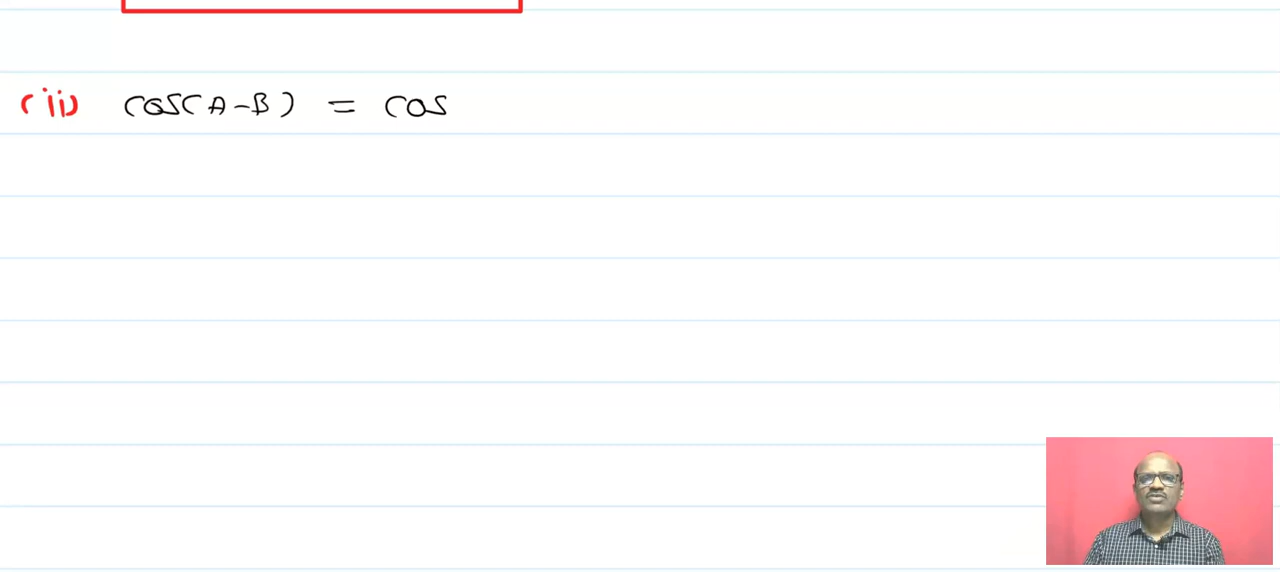 (ii) cos(A-B) = cos